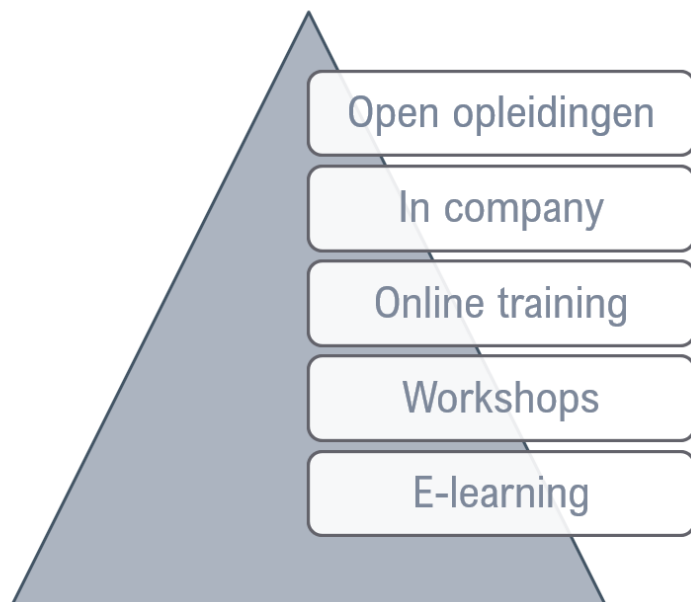 Open opleidingen
In company
Online training
Workshops
E-learning